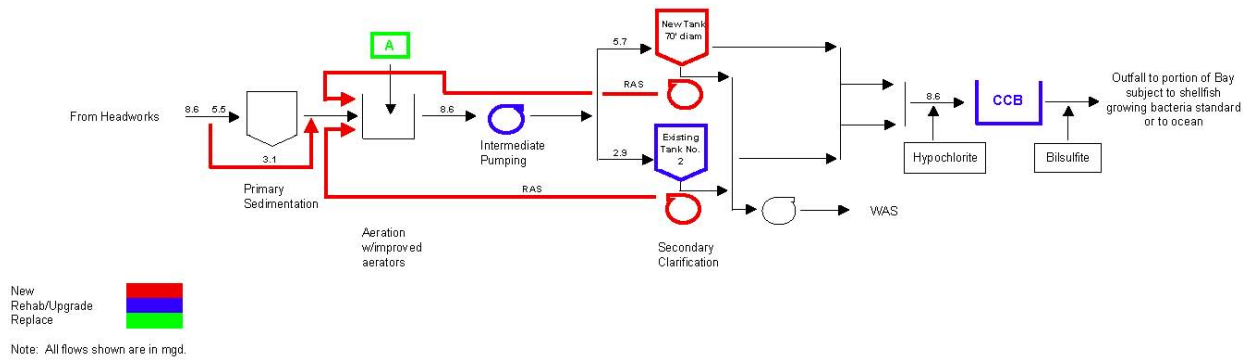 New Tank
70' diam
A
5.7
RAS
From Headworks
8.6
5.5
8.6
Intermediate
Pumping
3.1
Primary
Sedimentation
Existing
Tank No.
2
2.9
RAS
8.6
CCB
Hypochlorite
Bilsulfite
Outfall to portion of Bay
subject to shellfish
growing bacteria standard
or to ocean
WAS
Aeration
w/improved
aerators
Secondary
Clarification
New
Rehab/Upgrade
Replace
Note: All flows shown are in mgd.